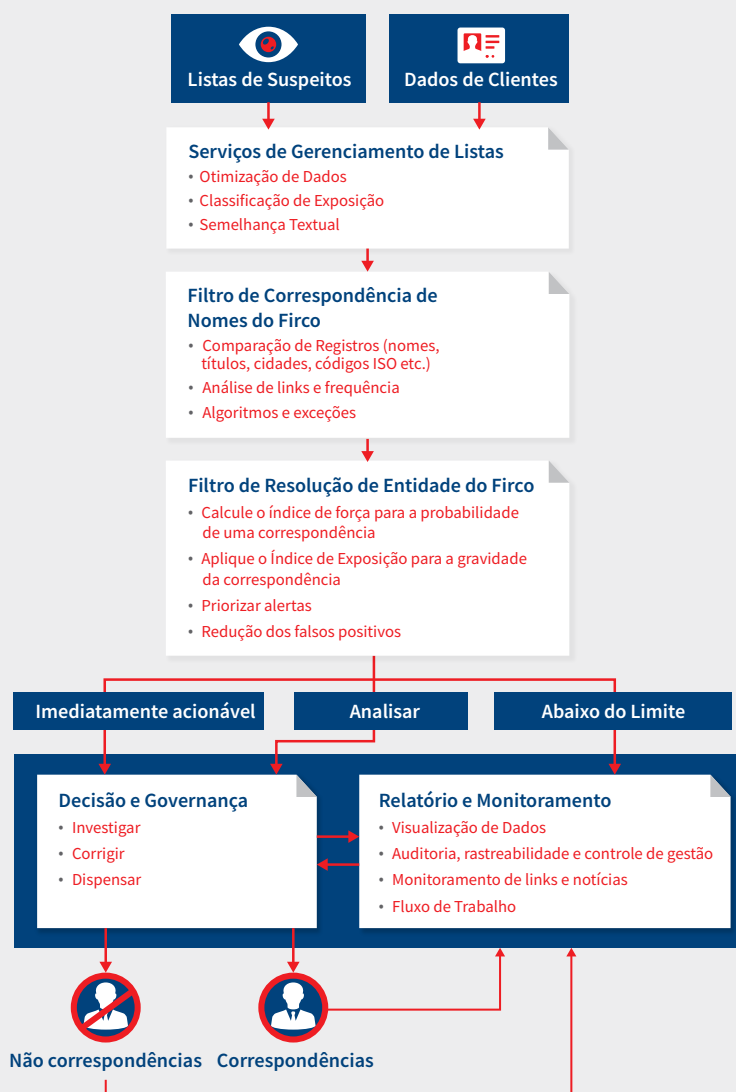 Listas de Suspeitos
Dados de Clientes
Serviços de Gerenciamento de Listas
• Otimização de Dados
• Classificação de Exposição
• Semelhança Textual
Filtro de Correspondência de
Nomes do Firco
• Comparação de Registros (nomes,
títulos, cidades, códigos ISO etc.)
• Análise de links e frequência
• Algoritmos e exceções
Filtro de Resolução de Entidade do Firco
• Calcule o índice de força para a probabilidade
de uma correspondência
• Aplique o Índice de Exposição para a gravidade
da correspondência
• Priorizar alertas
• Redução dos falsos positivos
Imediatamente acionável
Analisar
Abaixo do Limite
Decisão e Governança
• Investigar
• Corrigir
• Dispensar
Relatório e Monitoramento
• Visualização de Dados
• Auditoria, rastreabilidade e controle de gestão
• Monitoramento de links e notícias
• Fluxo de Trabalho
Não correspondências
Correspondências